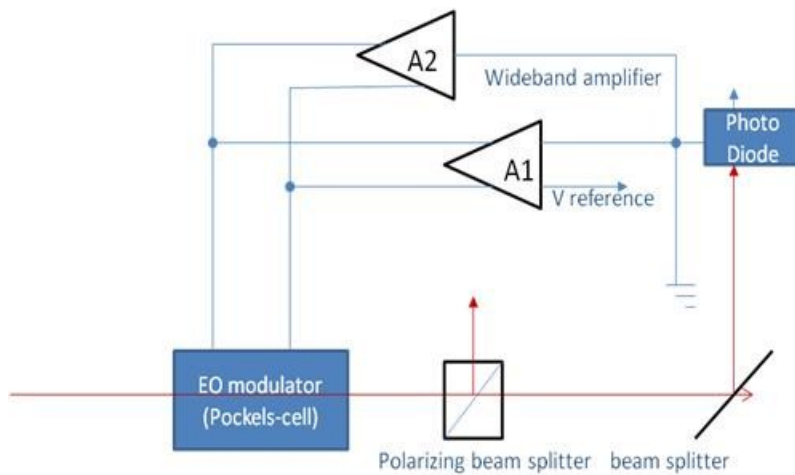 A2
Wideband amplifier
Photo
Diode
A1
V reference
EO modulator
(Pockels-cell)
Polarizing beam splitter
beam splitter